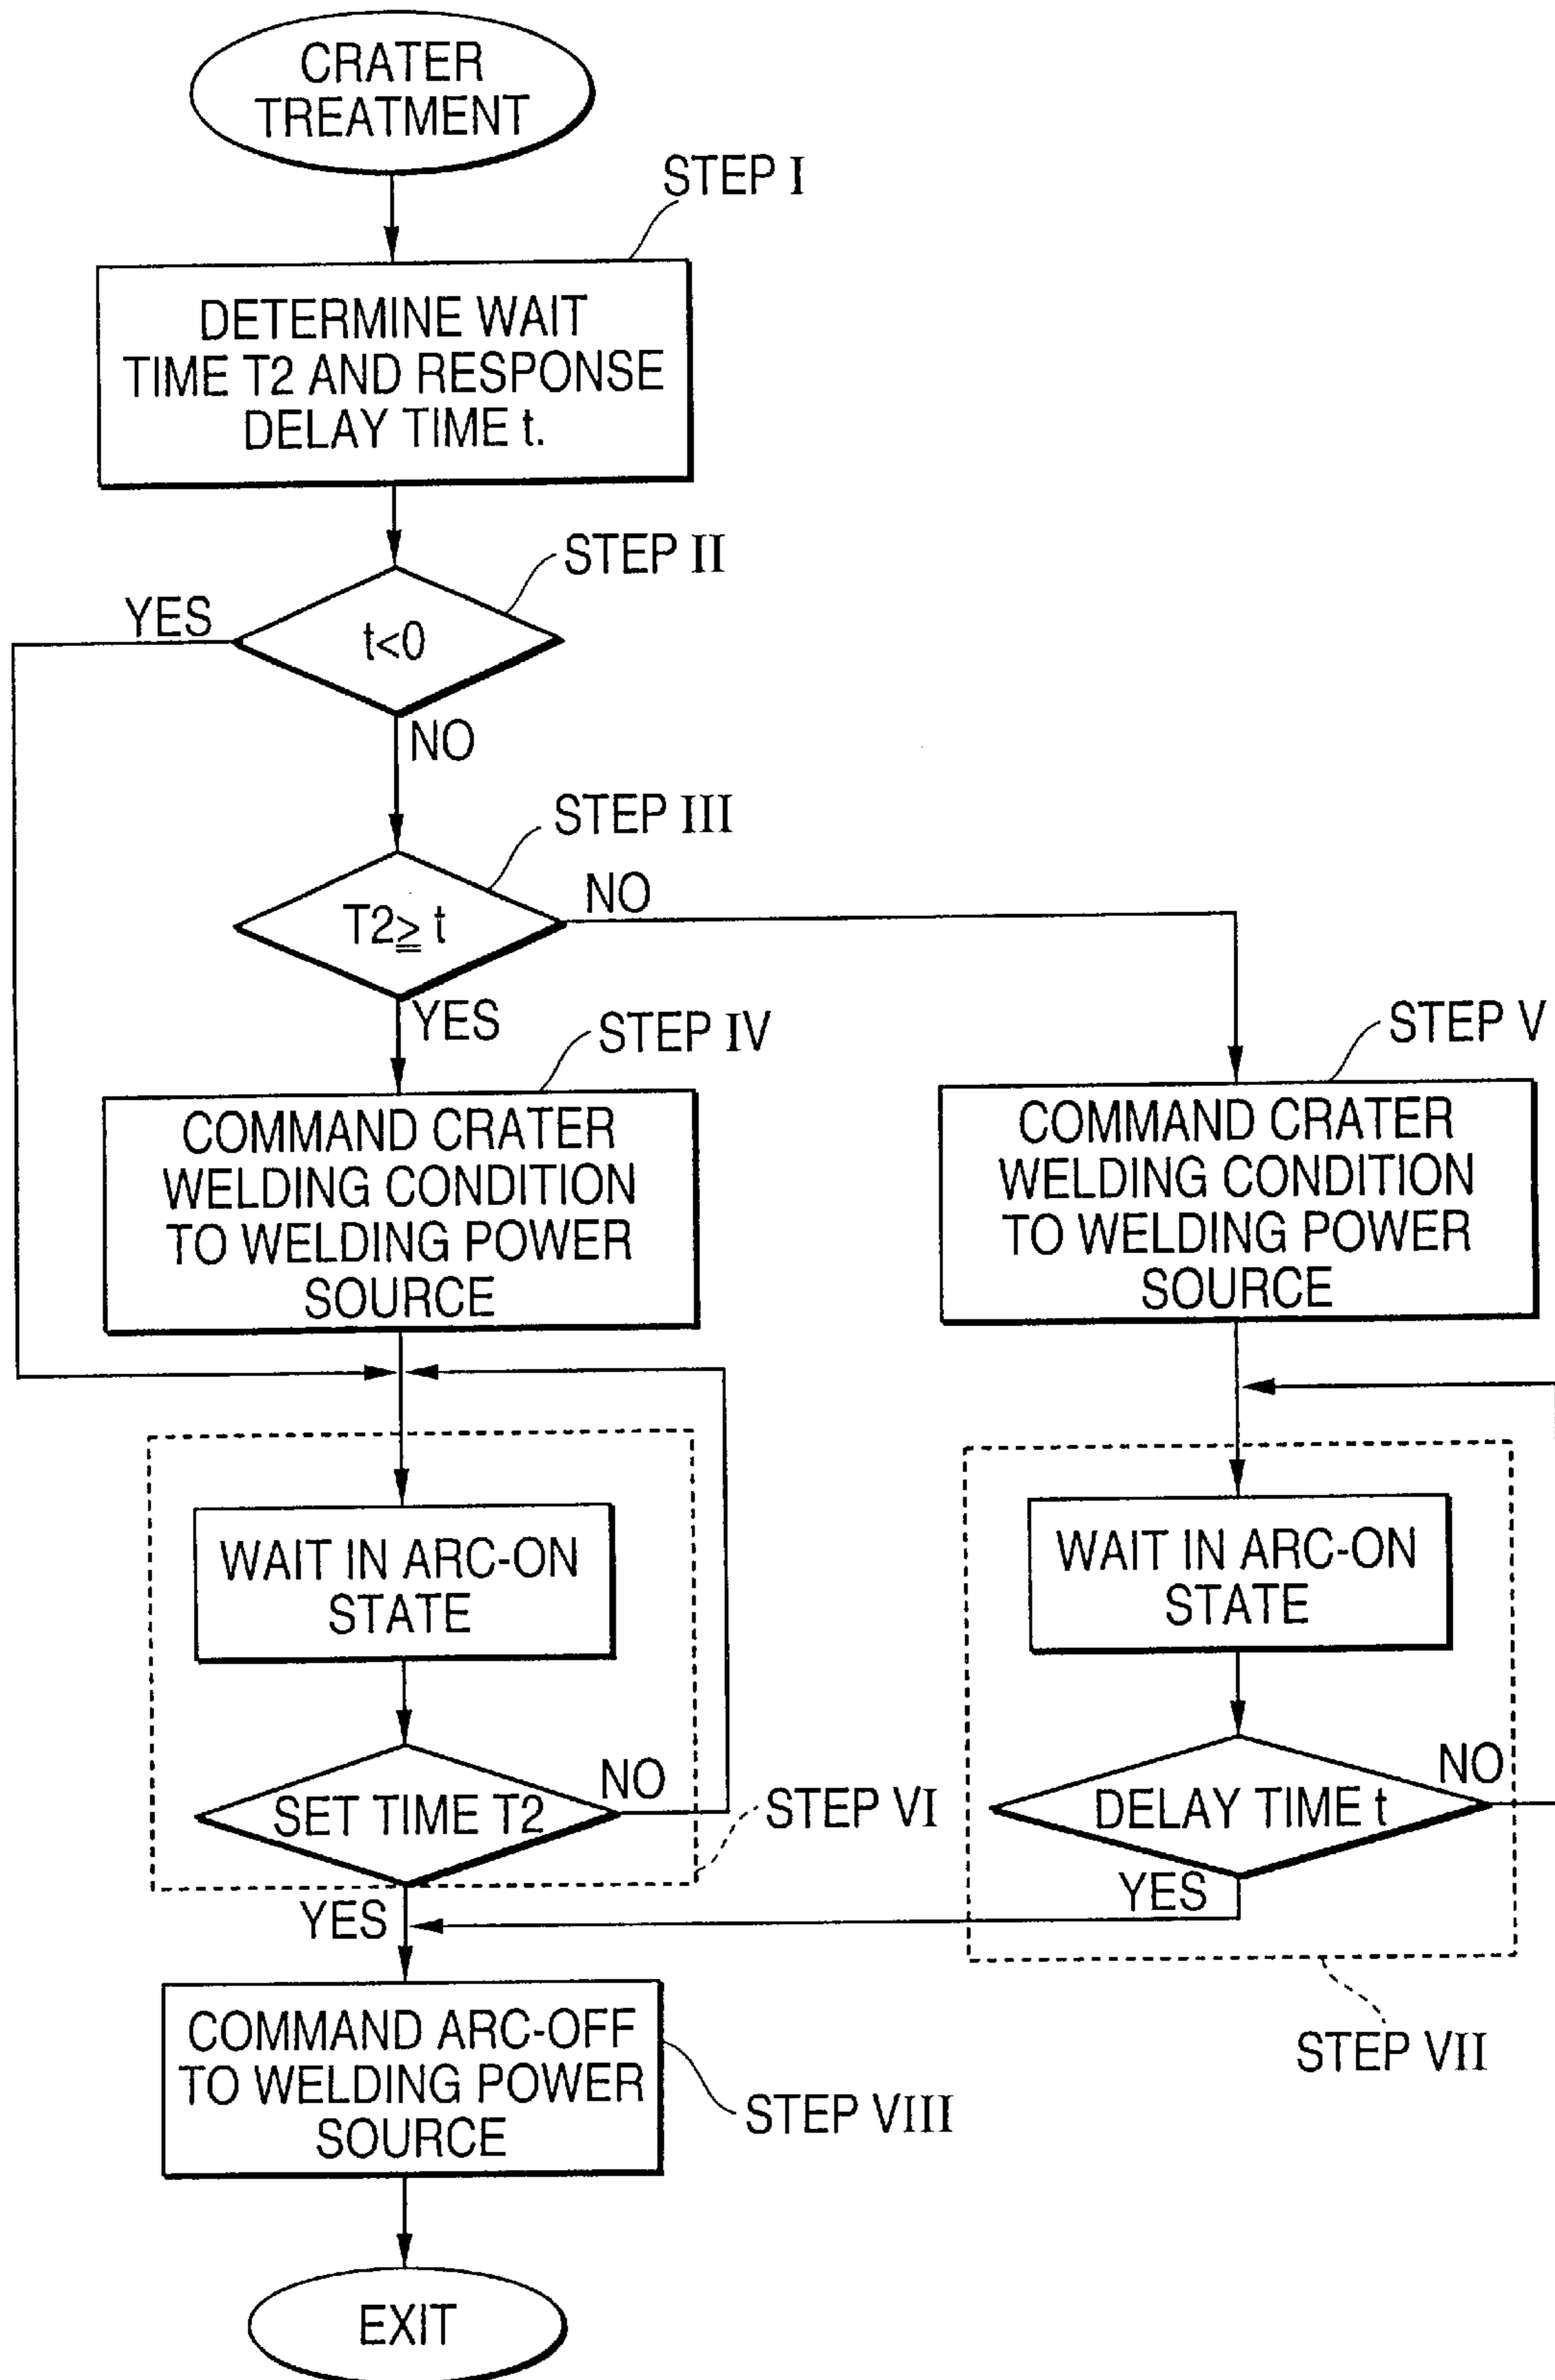 CRATER
TREATMENT
STEP I
DETERMINE WAIT
TIME T2 AND RESPONSE
DELAY TIME t.
STEP II
YES
t<0
NO
STEP III
T2≧ t
NO
YES
STEP IV
STEP V
COMMAND CRATER
WELDING CONDITION
TO WELDING POWER
SOURCE
COMMAND CRATER
WELDING CONDITION
TO WELDING POWER
SOURCE
WAIT IN ARC-ON
STATE
WAIT IN ARC-ON
STATE
SET TIME T2
NO
STEP VI
DELAY TIME t
NO
YES
YES
COMMAND ARC-OFF
TO WELDING POWER
SOURCE
STEP VII
STEP VIII
EXIT